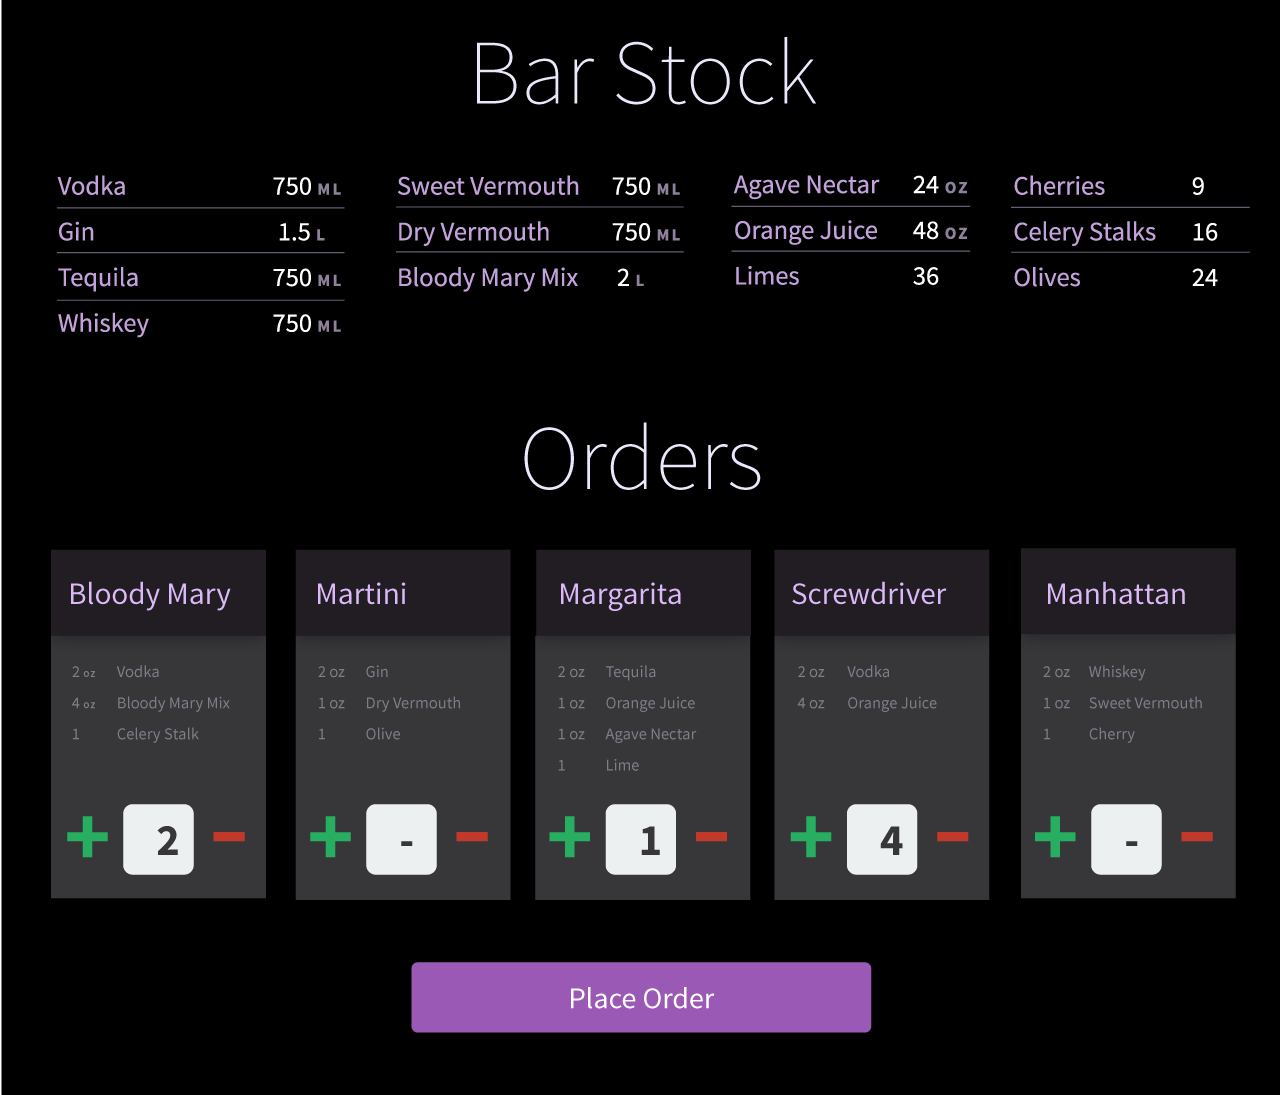 Bar Stock
Vodka 750 ML
Gin 1.5 L
Tequila 750 ML
Whiskey 750 ML
Sweet Vermouth 750 ML
Dry Vermouth 750 ML
Bloody Mary Mix 2 L
Agave Nectar 24 OZ
Orange Juice 48 OZ
Limes 36
Cherries 9
Celery Stalks 16
Olives 24
Orders
Bloody Mary
2 oz Vodka
4 oz Bloody Mary Mix
1 Celery Stalk
+ 2 −
Martini
2 oz Gin
1 oz Dry Vermouth
1 Olive
+ - −
Margarita
2 oz Tequila
1 oz Orange Juice
1 oz Agave Nectar
1 Lime
+ 1 −
Screwdriver
2 oz Vodka
4 oz Orange Juice
+ 4 −
Manhattan
2 oz Whiskey
1 oz Sweet Vermouth
1 Cherry
+ - −
Place Order